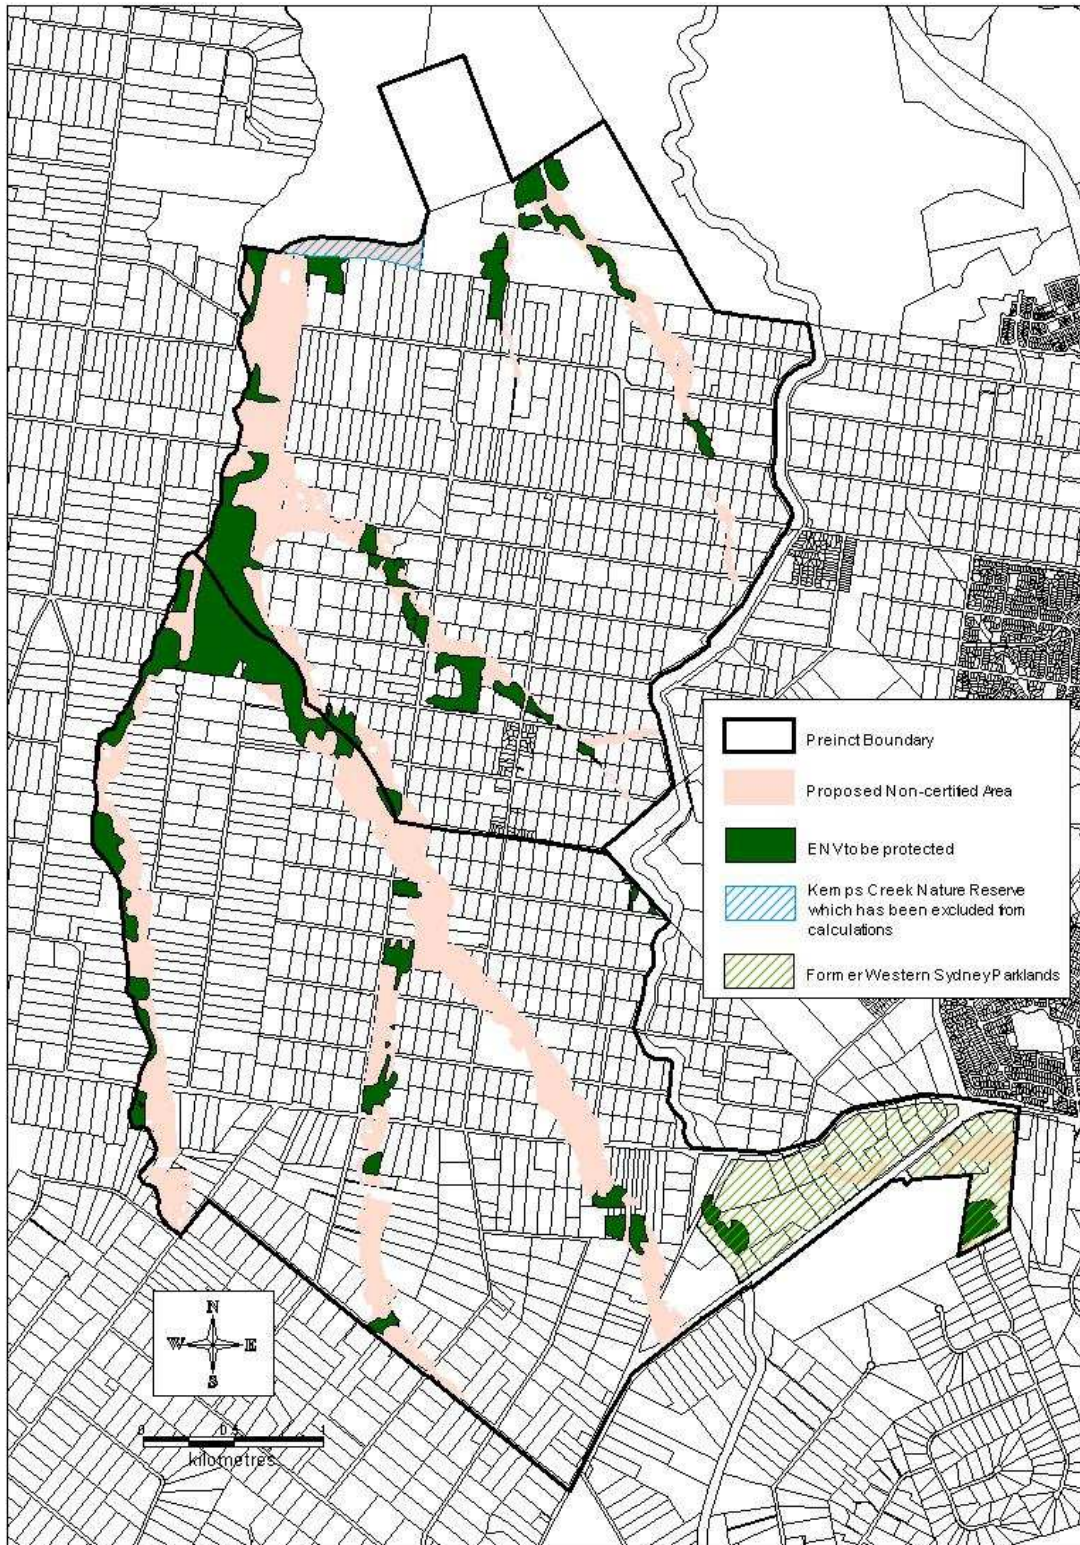 Preinct Boundary
Proposed Non-certified Area
ENV to be protected
Kemps Creek Nature Reserve
which has been excluded from
calculations
Former Western Sydney Parklands
N
W E
S
0 0.5 1
kilometres